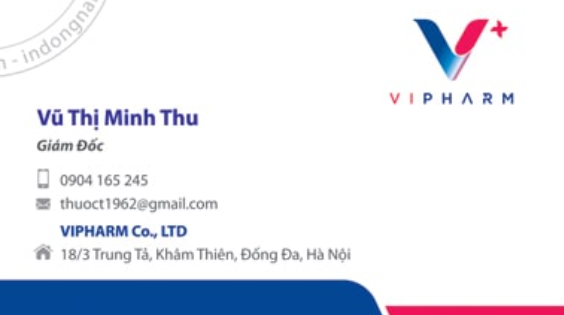 VIPHARM
Vũ Thị Minh Thu
Giám Đốc
0904 165 245
thuoct1962@gmail.com
VIPHARM Co., LTD
18/3 Trung Tả, Khâm Thiên, Đống Đa, Hà Nội